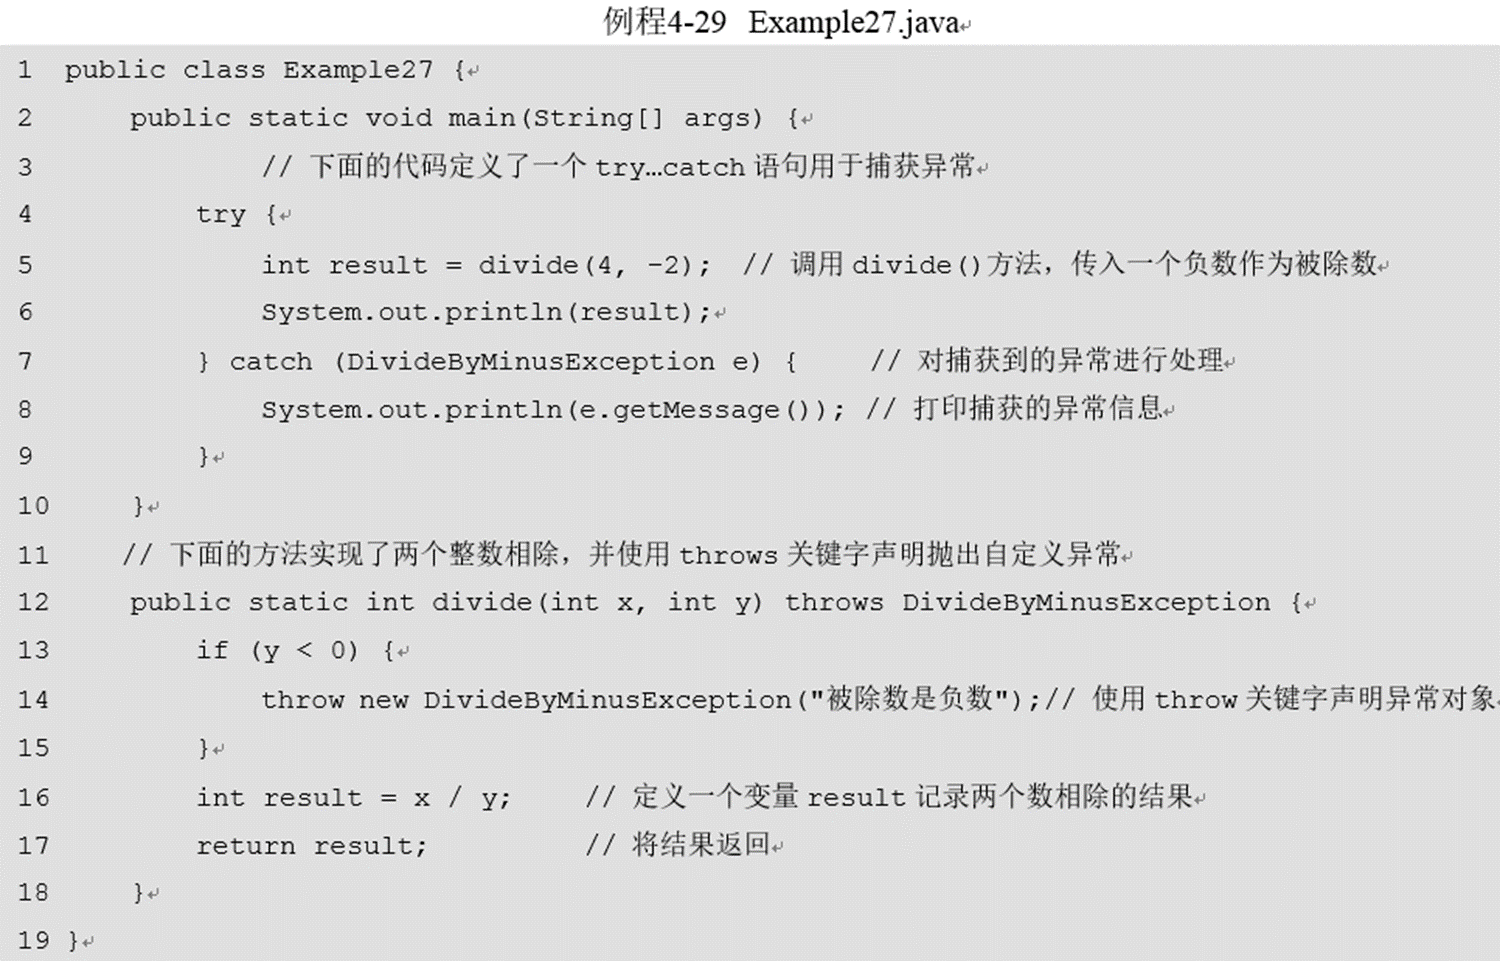 例程4-29 Example27.java↵
1 public class Example27 {↵
2 public static void main(String[] args) {↵
3 // 下面的代码定义了一个 try…catch 语句用于捕获异常↵
4 try {↵
5 int result = divide(4, -2); // 调用 divide()方法，传入一个负数作为被除数↵
6 System.out.println(result);↵
7 } catch (DivideByMinusException e) { // 对捕获到的异常进行处理↵
8 System.out.println(e.getMessage()); // 打印捕获的异常信息↵
9 }↵
10 }↵
11 // 下面的方法实现了两个整数相除，并使用 throws 关键字声明抛出自定义异常↵
12 public static int divide(int x, int y) throws DivideByMinusException {↵
13 if (y < 0) {↵
14 throw new DivideByMinusException("被除数是负数");// 使用 throw 关键字声明异常对象↵
15 }↵
16 int result = x / y; // 定义一个变量 result 记录两个数相除的结果↵
17 return result; // 将结果返回↵
18 }↵
19 }↵